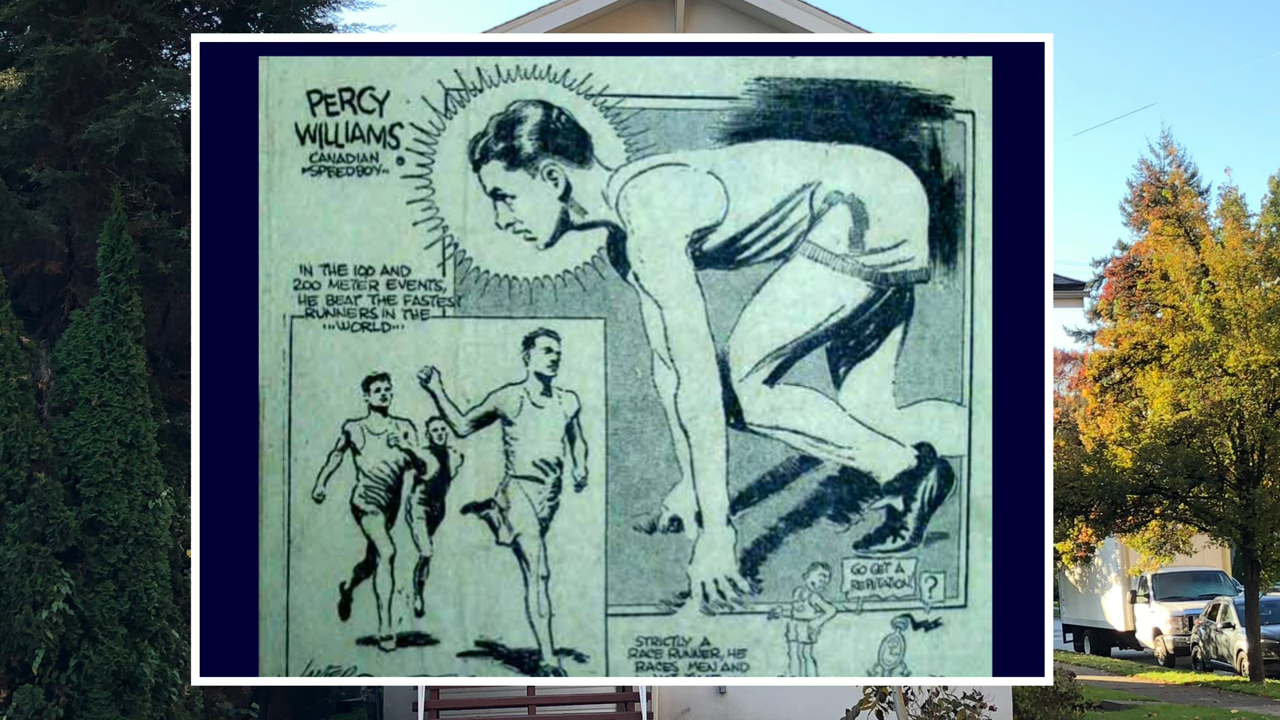 PERCY
WILLIAMS
CANADIAN
"SPEEDBOY"
IN THE 100 AND
200 METER EVENTS,
HE BEAT THE FASTEST
RUNNERS IN THE
"'WORLD"'
GO GET A
REPUTATION!
?
STRICTLY A
RACE RUNNER, HE
RACES MEN AND